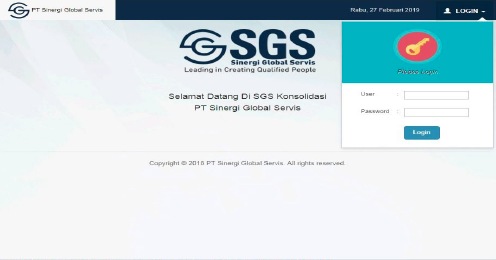 PT Sinergi Global Servis
Rabu, 27 Februari 2019
LOGIN
SGS
Sinergi Global Servis
Leading in Creating Qualified People
Selamat Datang Di SGS Konsolidasi
PT Sinergi Global Servis
Please Login
User :
Password :
Login
Copyright © 2018 PT Sinergi Global Servis. All rights reserved.